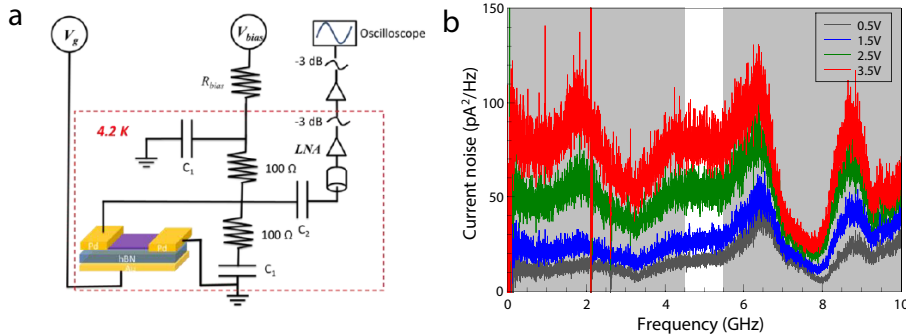 a
V_g
V_bias
Oscilloscope
-3 dB
R_bias
-3 dB
4.2 K
LNA
C_1
100 Ω
C_2
100 Ω
Pd
Pd
hBN
C_1
b
150
100
50
0
Current noise (pA²/Hz)
0.5V
1.5V
2.5V
3.5V
0
2
4
6
8
10
Frequency (GHz)